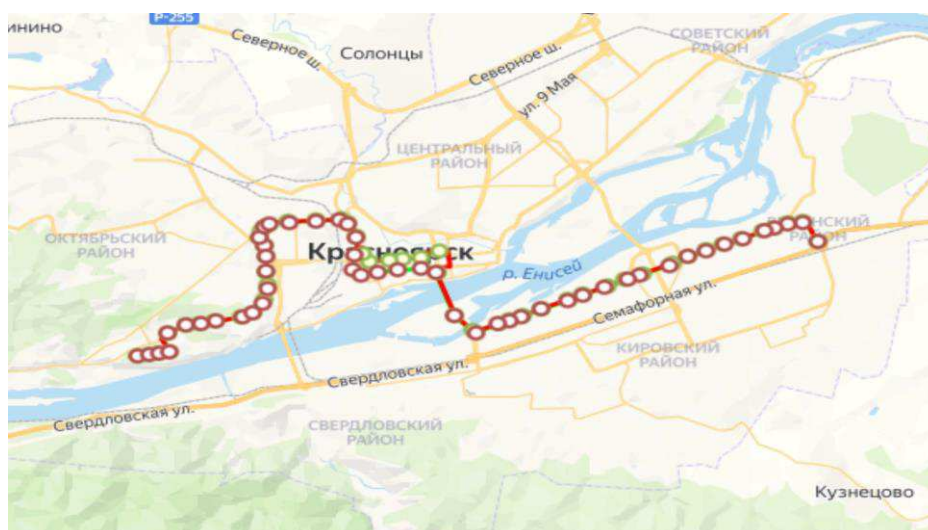 Р-255
инино
Северное ш.
Солонцы
Северное ш.
СОВЕТСКИЙ
РАЙОН
ул. 9 Мая
ЦЕНТРАЛЬНЫЙ
РАЙОН
ОКТЯБРЬСКИЙ
РАЙОН
Красноярск
р. Енисей
РАЙОН
Семафорная ул.
КИРОВСКИЙ
РАЙОН
Свердловская ул.
Свердловская ул.
СВЕРДЛОВСКИЙ
РАЙОН
Кузнецово